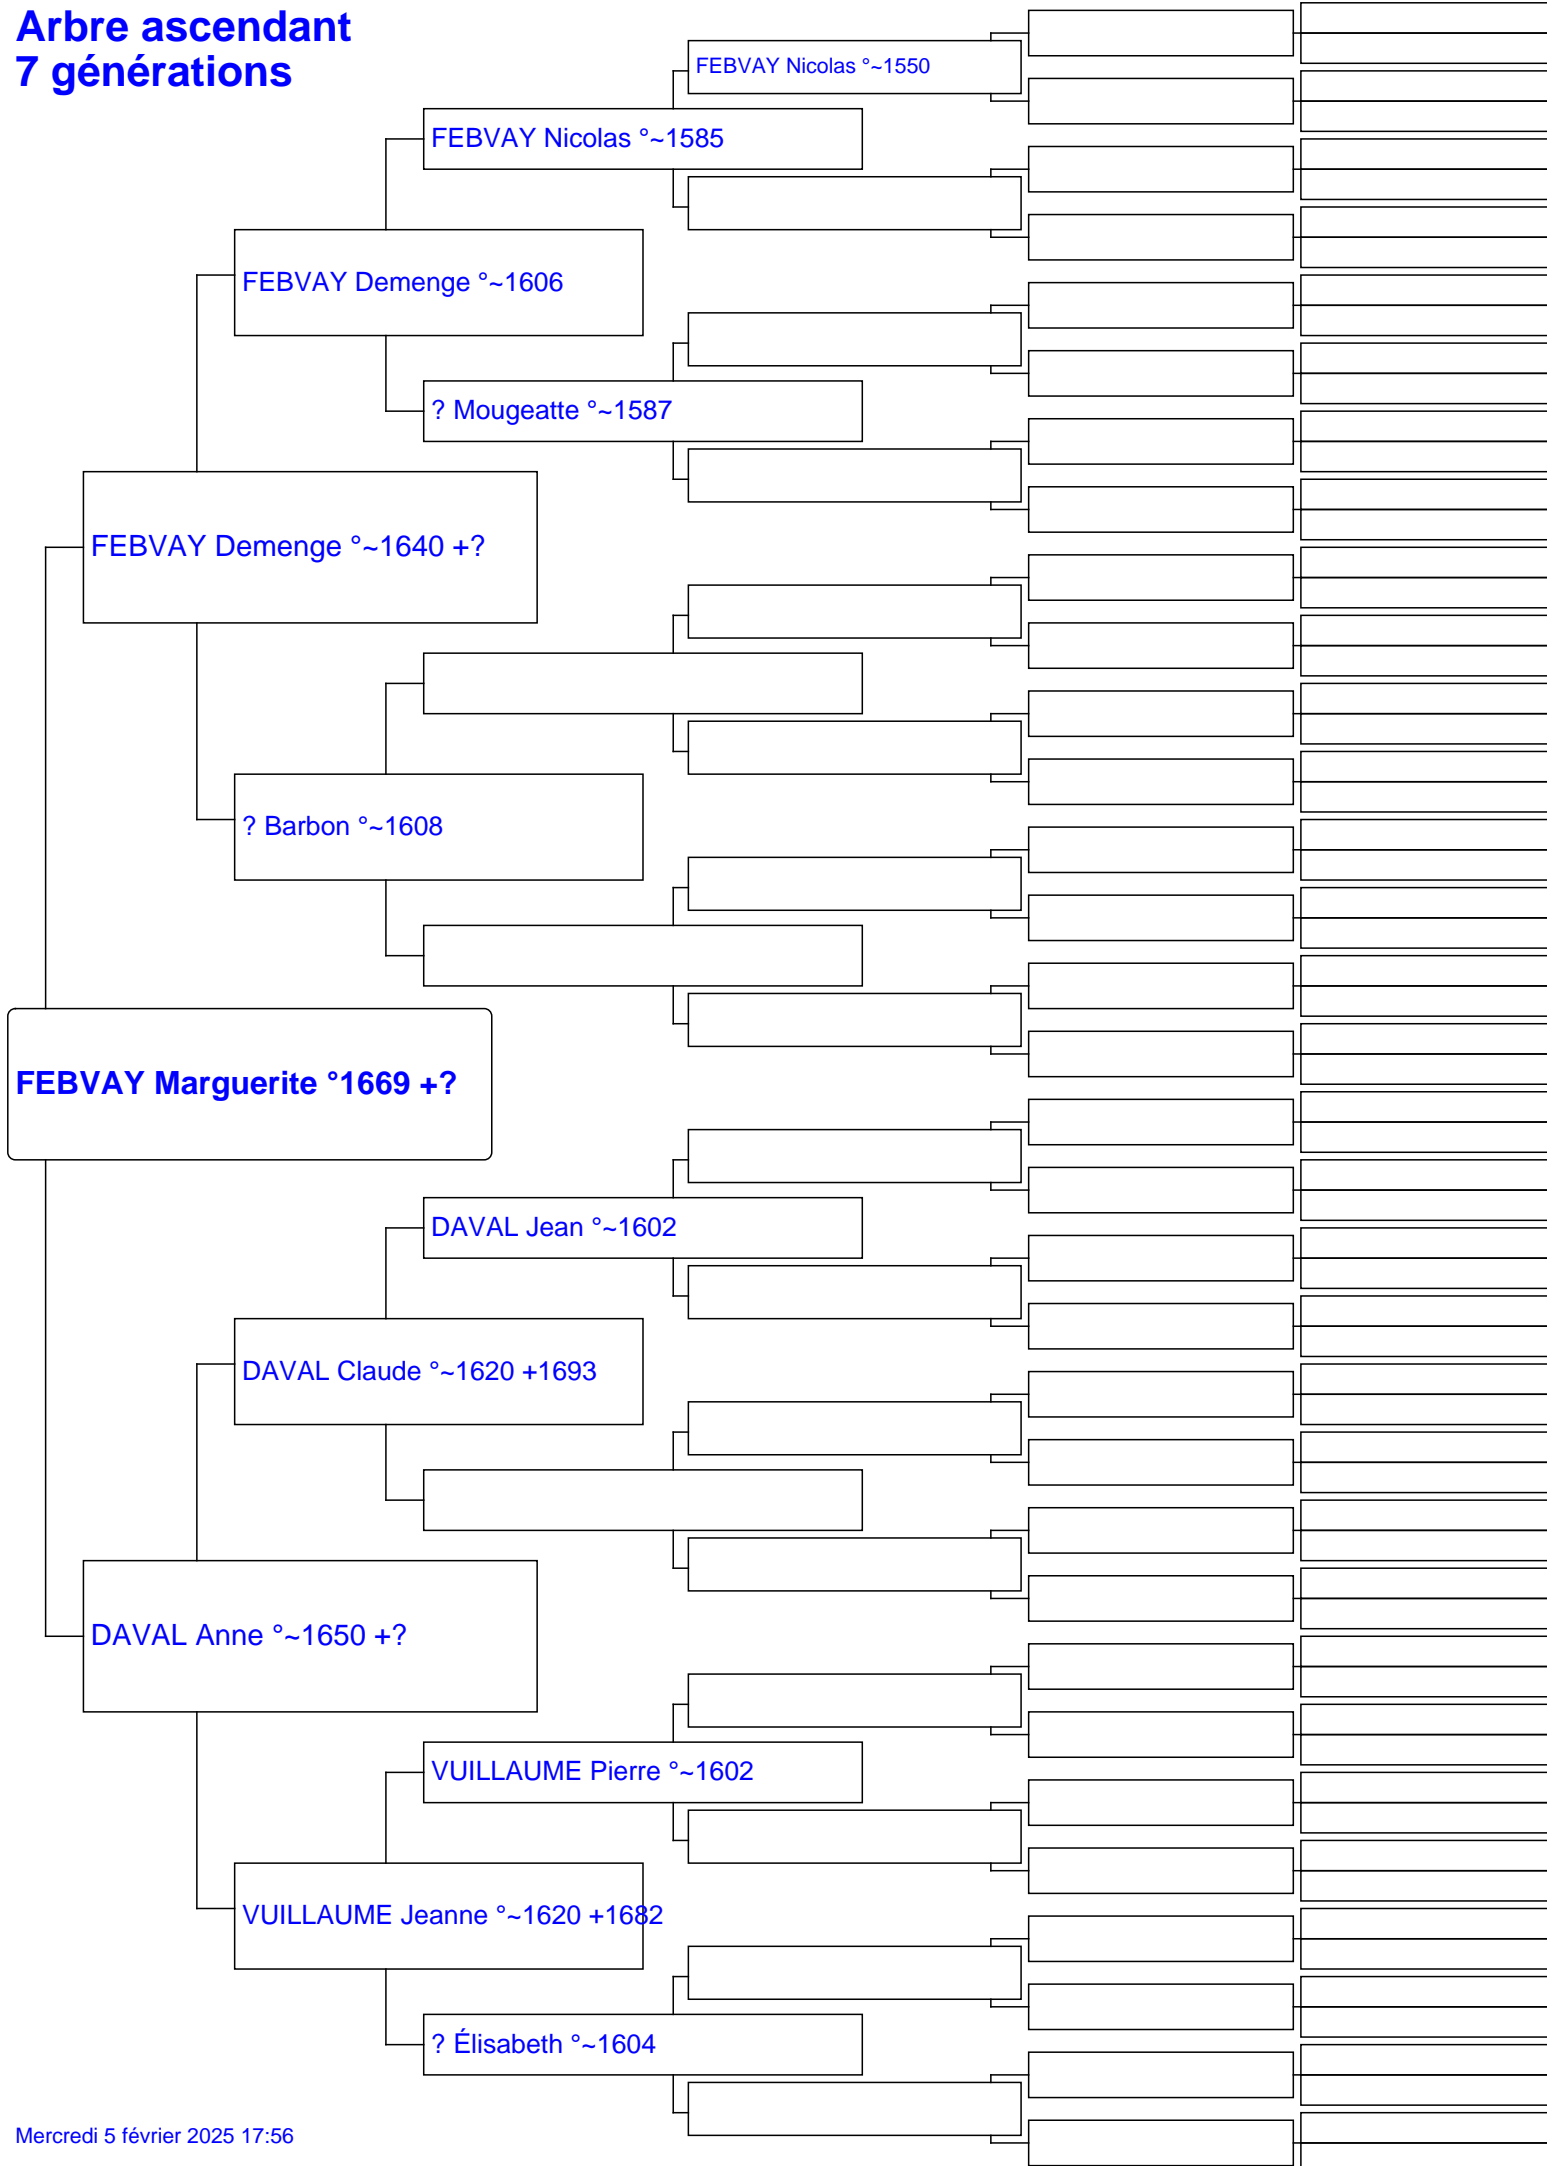 Arbre ascendant
7 générations
FEBVAY Nicolas °~1550
FEBVAY Nicolas °~1585
FEBVAY Demenge °~1606
? Mougeatte °~1587
FEBVAY Demenge °~1640 +?
? Barbon °~1608
FEBVAY Marguerite °1669 +?
DAVAL Jean °~1602
DAVAL Claude °~1620 +1693
DAVAL Anne °~1650 +?
VUILLAUME Pierre °~1602
VUILLAUME Jeanne °~1620 +1682
? Élisabeth °~1604
Mercredi 5 février 2025 17:56